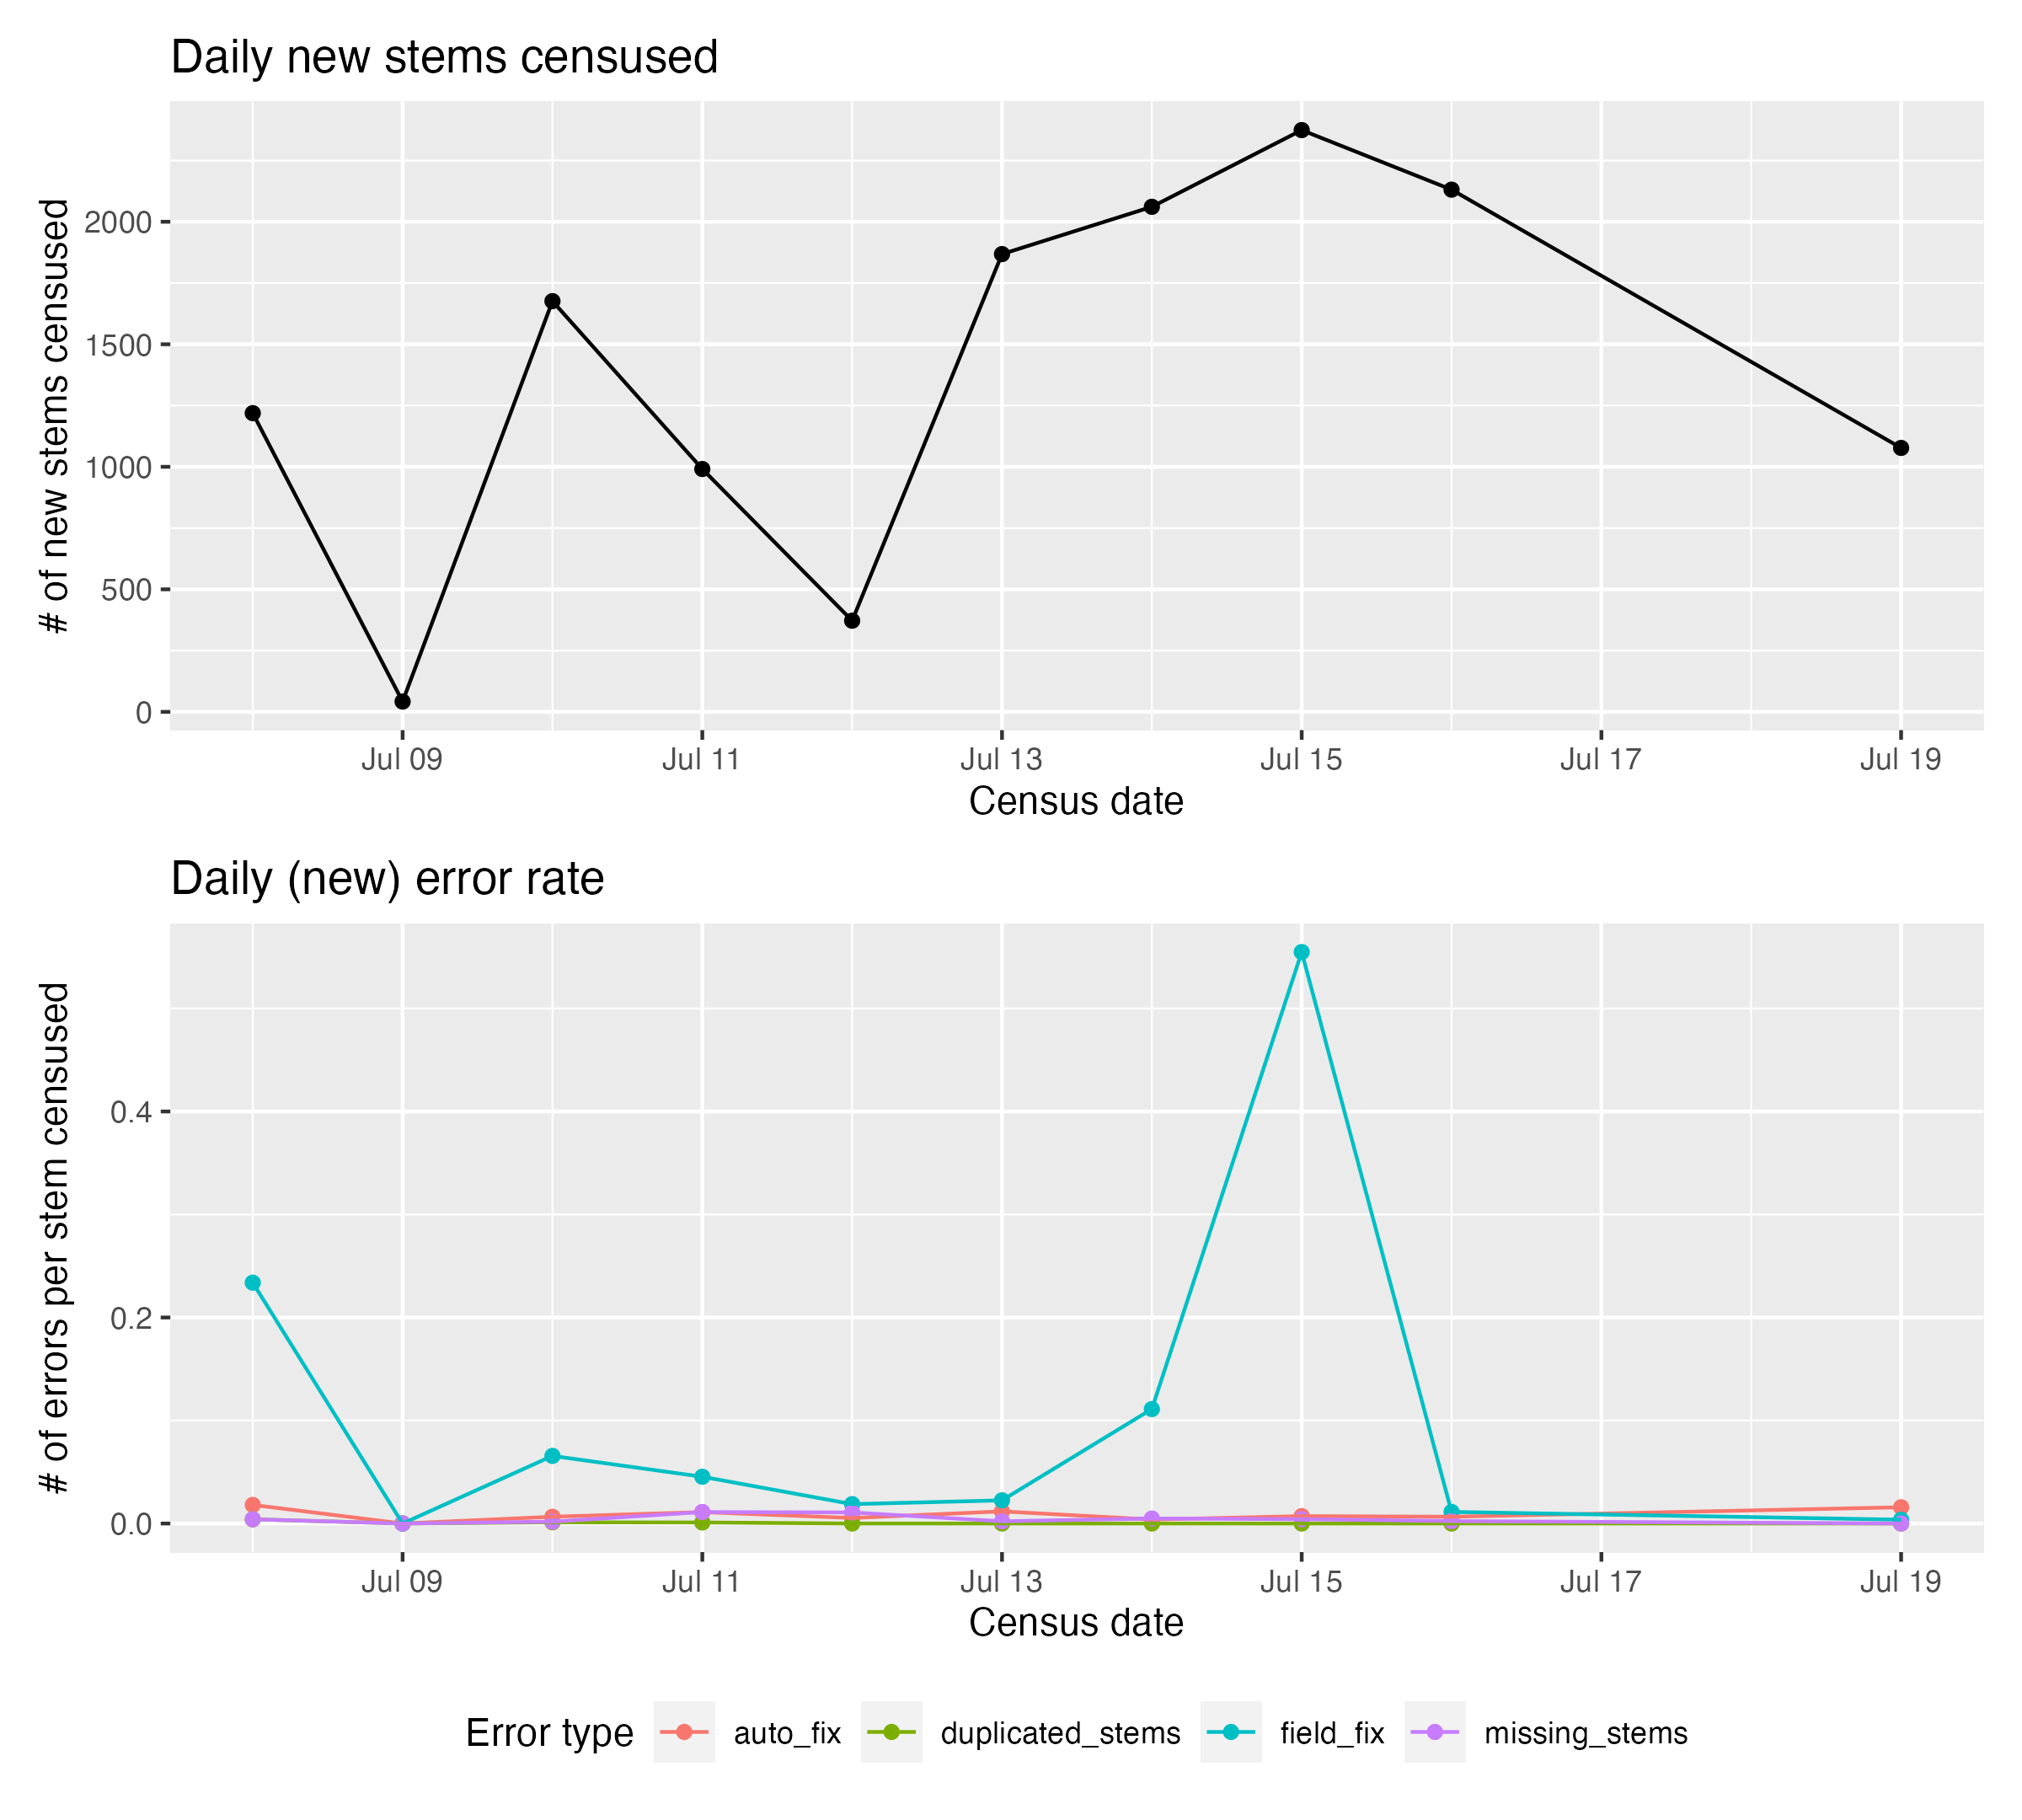 Daily new stems censused
# of new stems censused
2000
1500
1000
500
0
Jul 09 Jul 11 Jul 13 Jul 15 Jul 17 Jul 19
Census date
Daily (new) error rate
# of errors per stem censused
0.4
0.2
0.0
Jul 09 Jul 11 Jul 13 Jul 15 Jul 17 Jul 19
Census date
Error type auto_fix duplicated_stems field_fix missing_stems